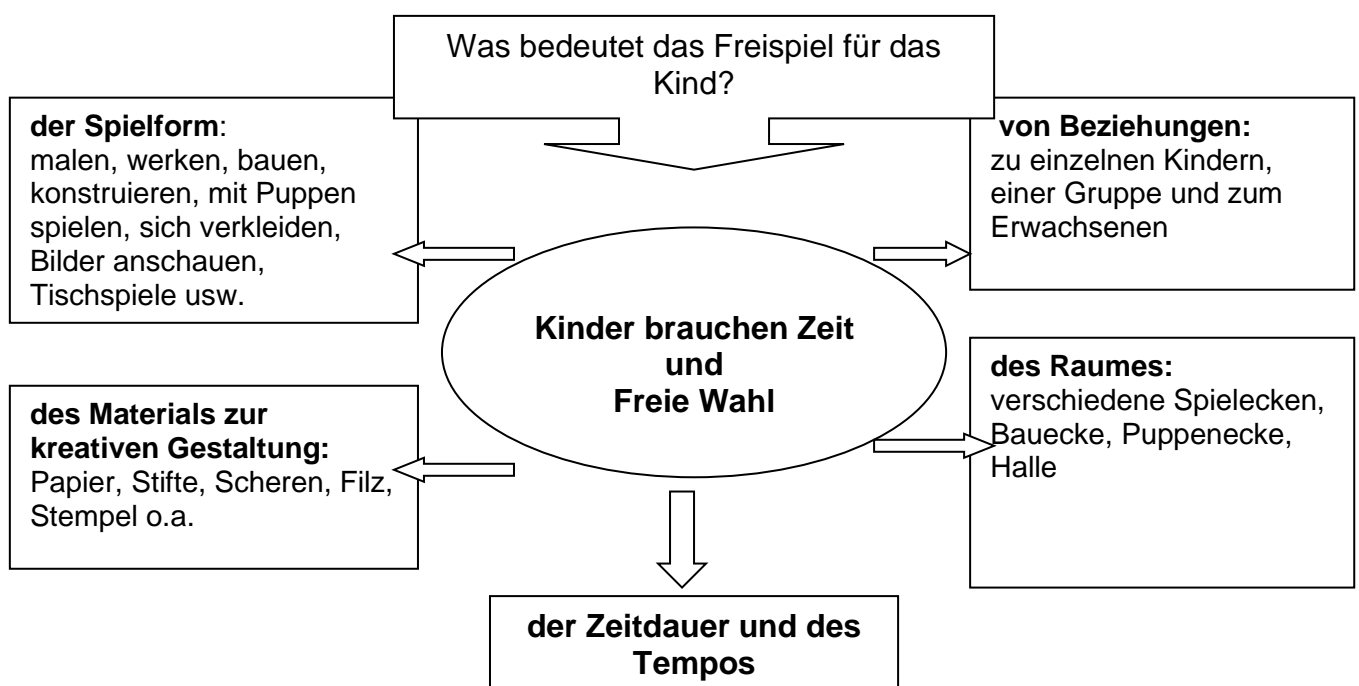 Was bedeutet das Freispiel für das
Kind?
der Spielform:
malen, werken, bauen,
konstruieren, mit Puppen
spielen, sich verkleiden,
Bilder anschauen,
Tischspiele usw.
von Beziehungen:
zu einzelnen Kindern,
einer Gruppe und zum
Erwachsenen
Kinder brauchen Zeit
und
Freie Wahl
des Materials zur
kreativen Gestaltung:
Papier, Stifte, Scheren, Filz,
Stempel o.a.
des Raumes:
verschiedene Spielecken,
Bauecke, Puppenecke,
Halle
der Zeitdauer und des
Tempos